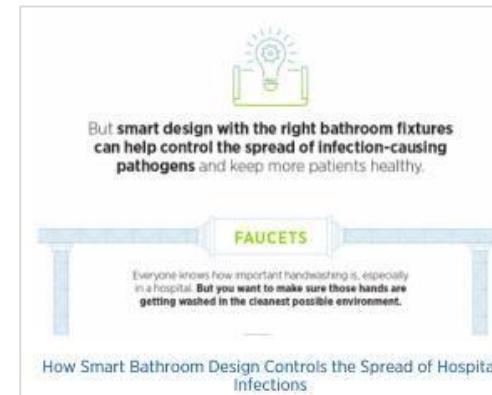 But smart design with the right bathroom fixtures
can help control the spread of infection-causing
pathogens and keep more patients healthy.
FAUCETS
Everyone knows how important handwashing is, especially
in a hospital. But you want to make sure those hands are
getting washed in the cleanest possible environment.
How Smart Bathroom Design Controls the Spread of Hospita
Infections